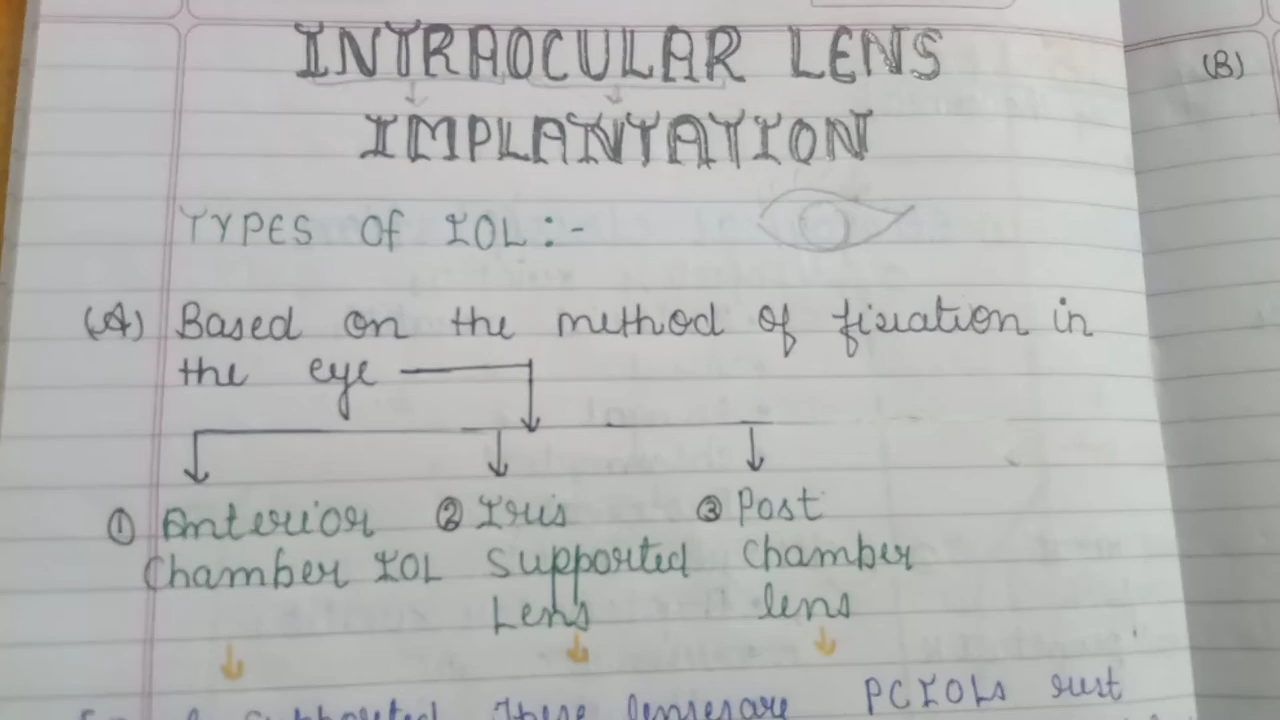 INTRAOCULAR LENS
IMPLANTATION
(B)
TYPES Of IOL :-
(A) Based on the method of fixation in
the eye
① Anterior ② Iris ③ Post
Chamber IOL supported chamber
Lens lens
supported These lenses are PCIOLs rest